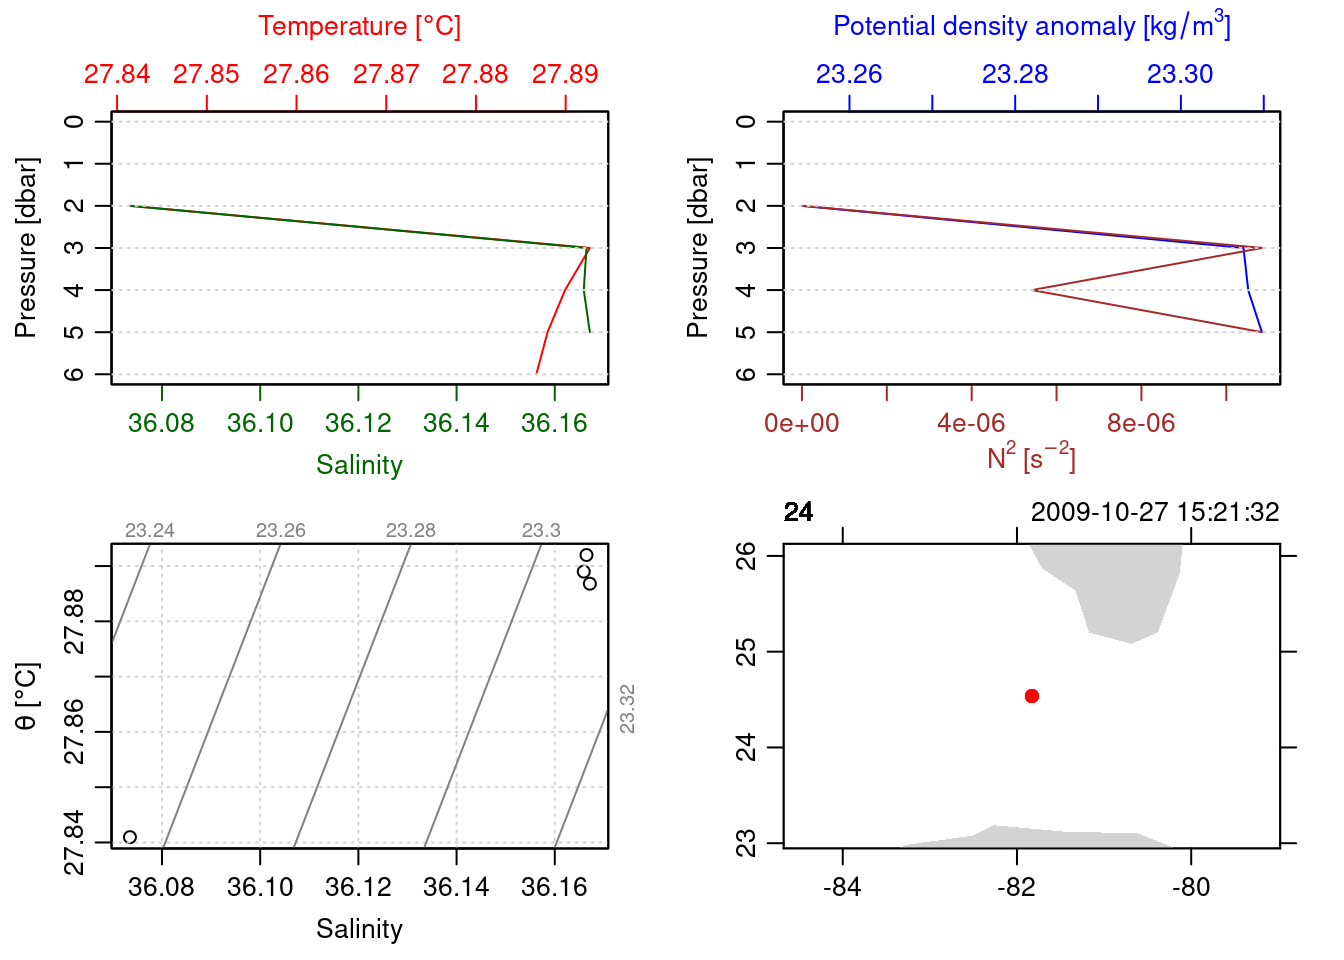 Temperature [°C]
27.84 27.85 27.86 27.87 27.88 27.89
Pressure [dbar]
0
1
2
3
4
5
6
36.08 36.10 36.12 36.14 36.16
Salinity
Potential density anomaly [kg/m³]
23.26 23.28 23.30
Pressure [dbar]
0
1
2
3
4
5
6
0e+00 4e-06 8e-06
N² [s⁻²]
23.24 23.26 23.28 23.3
23.32
θ [°C]
27.88
27.86
27.84
36.08 36.10 36.12 36.14 36.16
Salinity
24 2009-10-27 15:21:32
26
25
24
23
-84 -82 -80